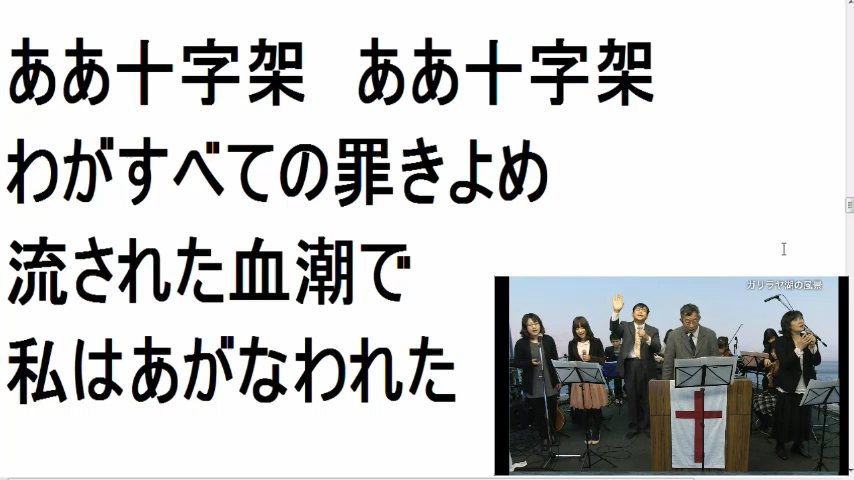 ああ十字架　ああ十字架
わがすべての罪きよめ
流された血潮で
私はあがなわれた
ガリラヤ湖の風景